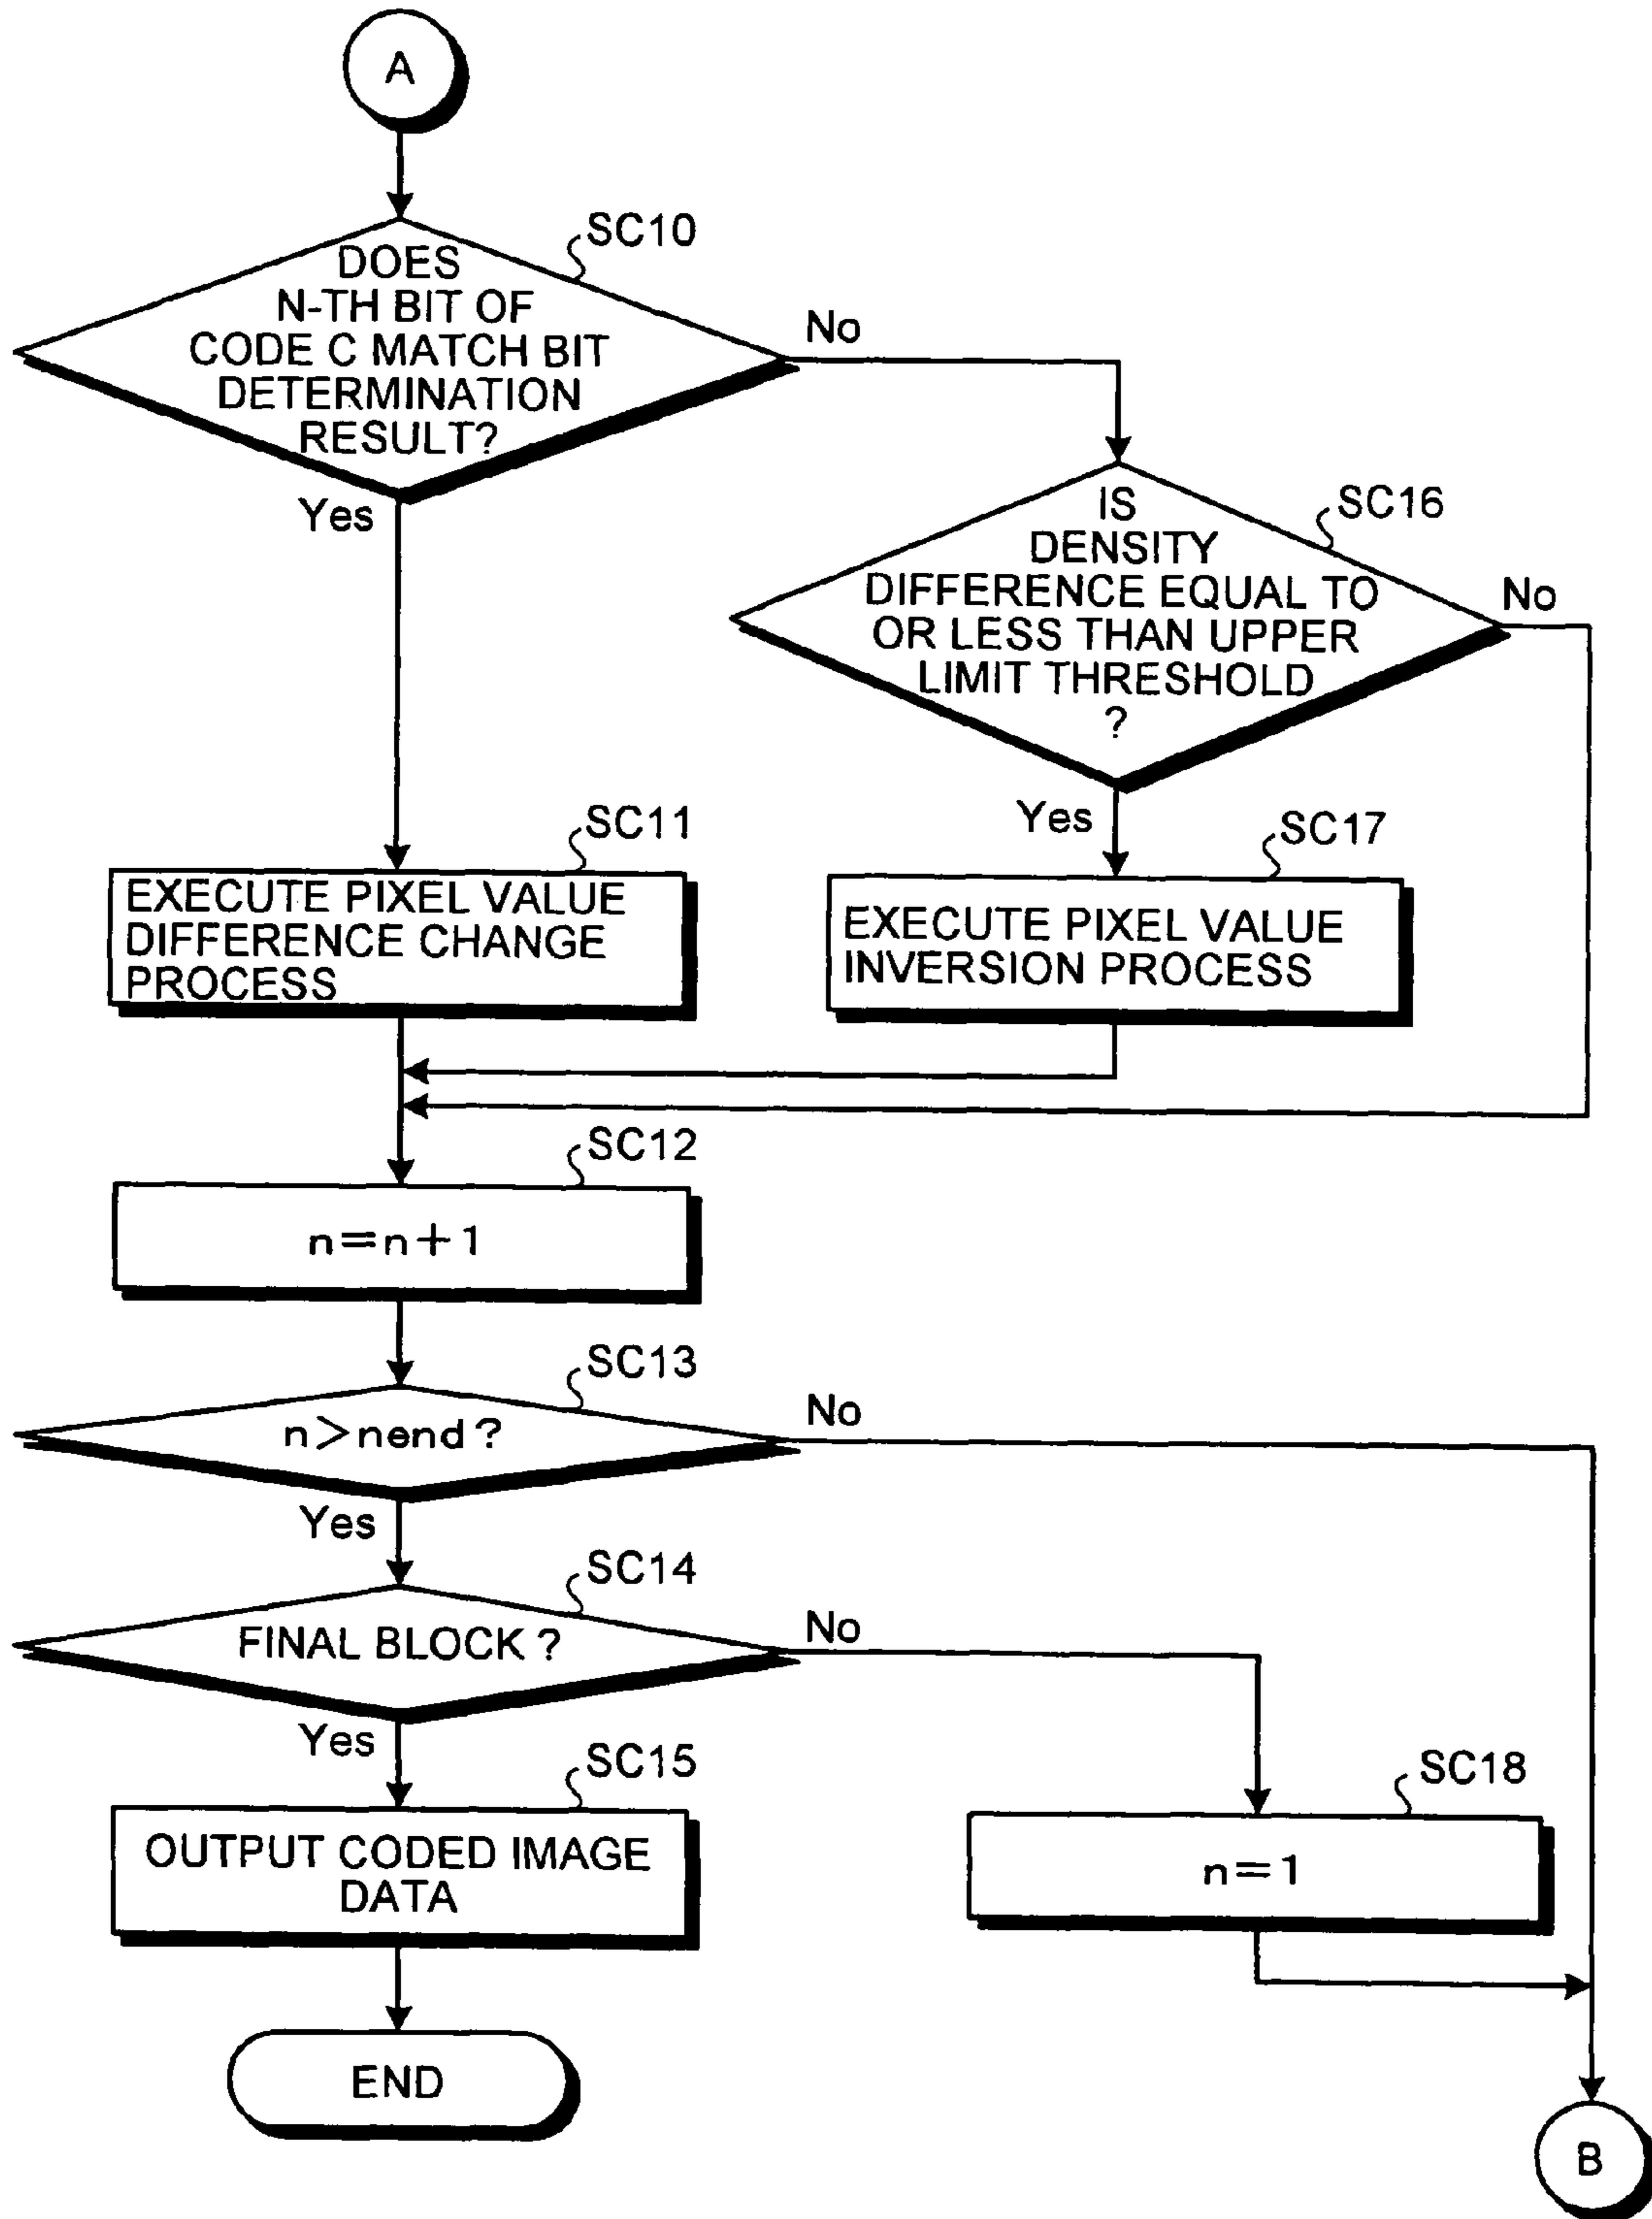 A
SC10
DOES
N-TH BIT OF
CODE C MATCH BIT
DETERMINATION
RESULT?
No
Yes
SC16
IS
DENSITY
DIFFERENCE EQUAL TO
OR LESS THAN UPPER
LIMIT THRESHOLD
?
No
Yes
SC11
EXECUTE PIXEL VALUE
DIFFERENCE CHANGE
PROCESS
SC17
EXECUTE PIXEL VALUE
INVERSION PROCESS
SC12
n=n+1
SC13
n>nend?
No
Yes
SC14
FINAL BLOCK?
No
Yes
SC15
OUTPUT CODED IMAGE
DATA
SC18
n=1
END
B